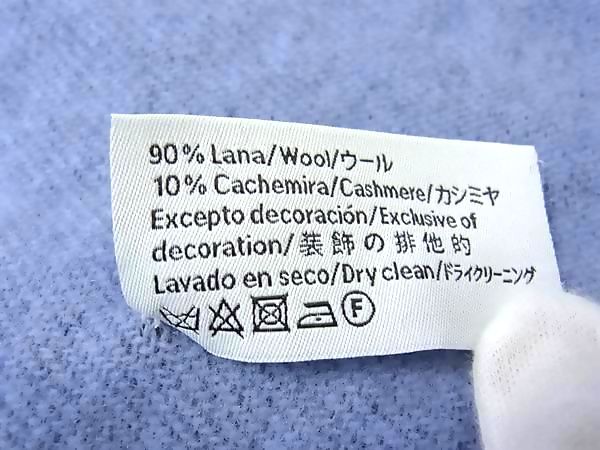 90% Lana/Wool/ウール
10% Cachemira/Cashmere/カシミヤ
Excepto decoración/Exclusive of
decoration/装飾の排他的
Lavado en seco/Dry clean/ドライクリーニング
F